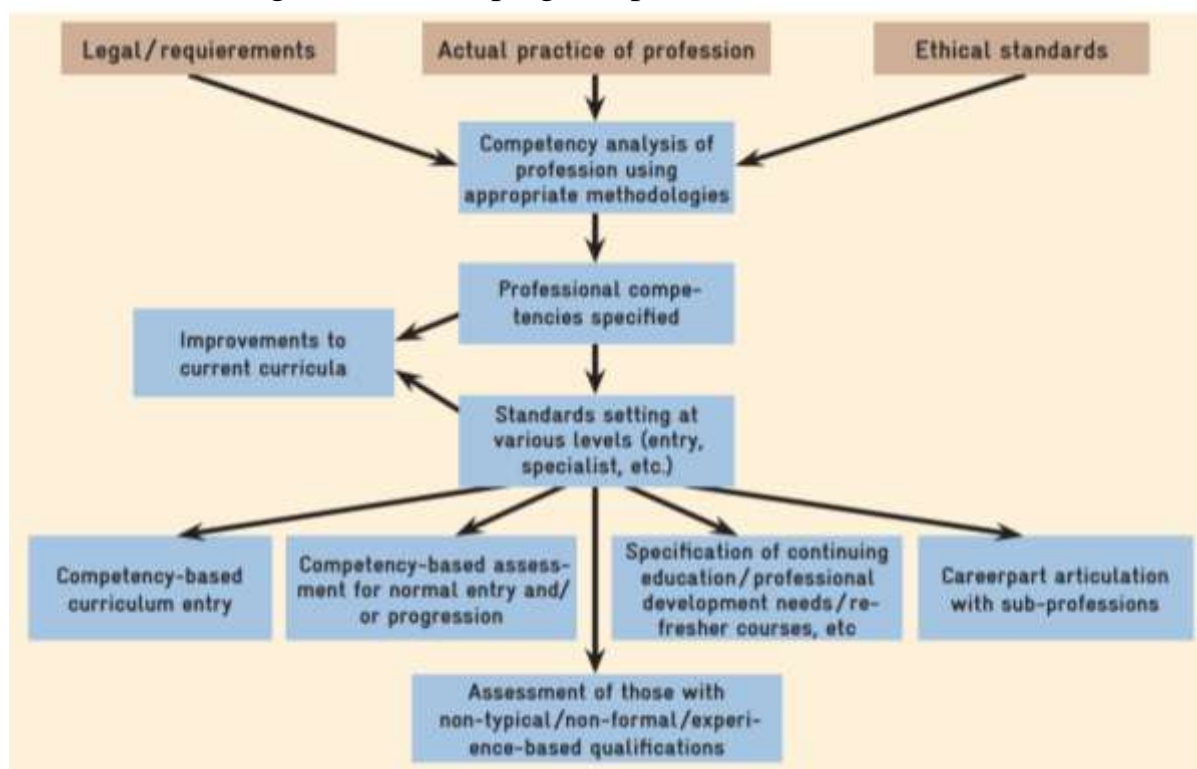 Legal/requierements
Actual practice of profession
Ethical standards
Competency analysis of
profession using
appropriate methodologies
Professional compe-
tencies specified
Improvements to
current curricula
Standards setting at
various levels (entry,
specialist, etc.)
Competency-based
curriculum entry
Competency-based assess-
ment for normal entry and/
or progression
Specification of continuing
education/professional
development needs/re-
fresher courses, etc
Careerpart articulation
with sub-professions
Assessment of those with
non-typical/non-formal/experi-
ence-based qualifications